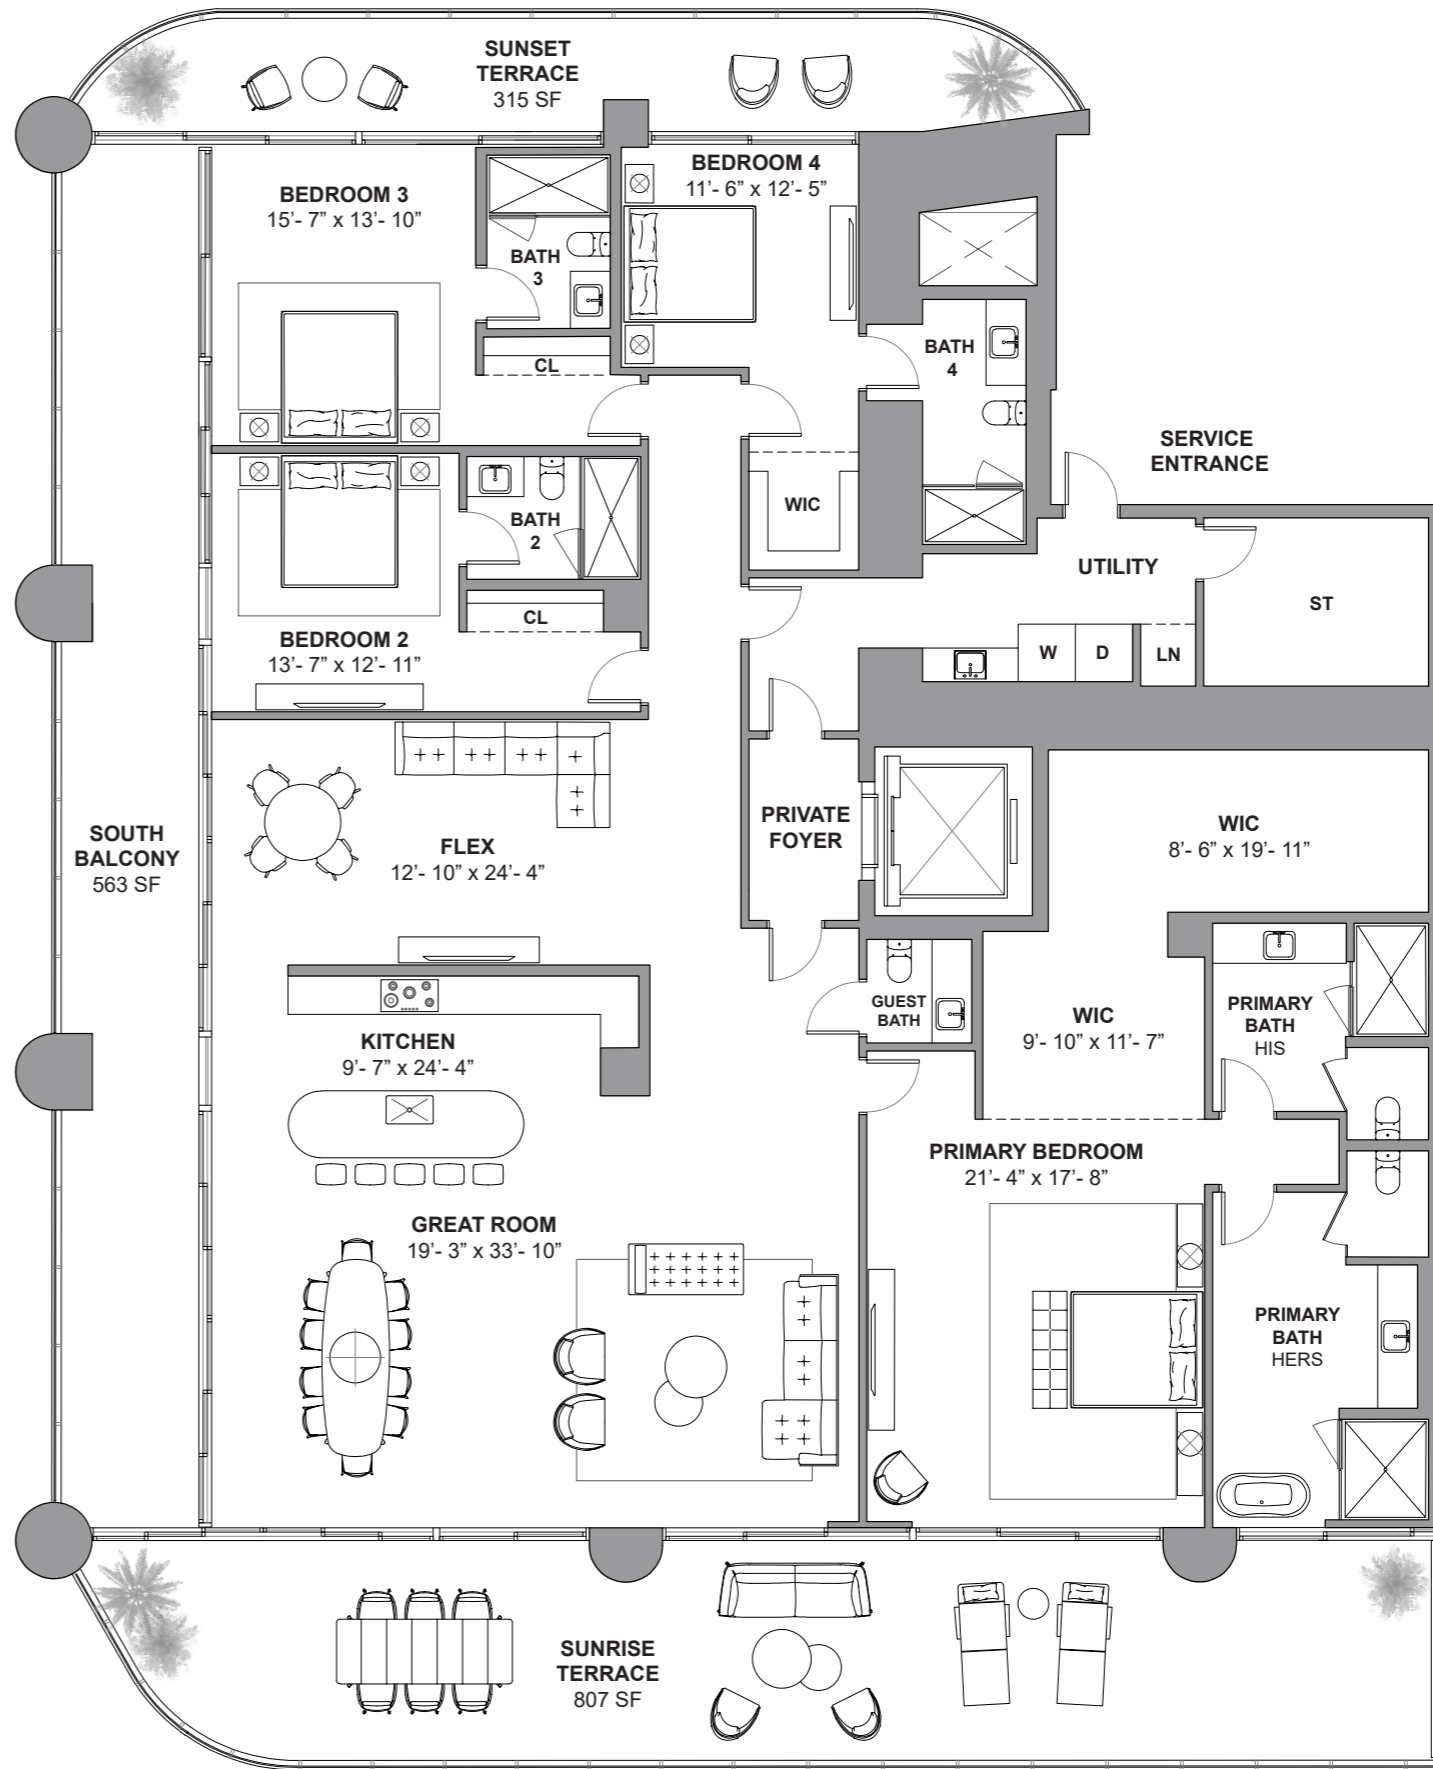 SUNSET
TERRACE
315 SF
BEDROOM 3
15’- 7” x 13’- 10”
BATH
3
CL
BEDROOM 4
11’- 6” x 12’- 5”
BATH
4
WIC
SERVICE
ENTRANCE
BATH
2
CL
BEDROOM 2
13’- 7” x 12’- 11”
UTILITY
ST
W
D
LN
SOUTH
BALCONY
563 SF
FLEX
12’- 10” x 24’- 4”
PRIVATE
FOYER
WIC
8’- 6” x 19’- 11”
KITCHEN
9’- 7” x 24’- 4”
GUEST
BATH
WIC
9’- 10” x 11’- 7”
PRIMARY
BATH
HIS
PRIMARY BEDROOM
21’- 4” x 17’- 8”
GREAT ROOM
19’- 3” x 33’- 10”
PRIMARY
BATH
HERS
SUNRISE
TERRACE
807 SF